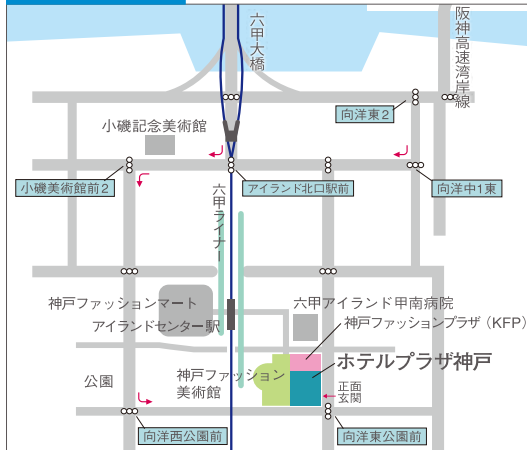 六甲大橋
阪神高速湾岸線
向洋東2
小磯記念美術館
小磯美術館前2
アイランド北口駅前
向洋中1東
六甲ライナー
神戸ファッションマート
アイランドセンター駅
六甲アイランド甲南病院
神戸ファッションプラザ（KFP）
ホテルプラザ神戸
公園
神戸ファッション
美術館
正面
玄関
向洋西公園前
向洋東公園前